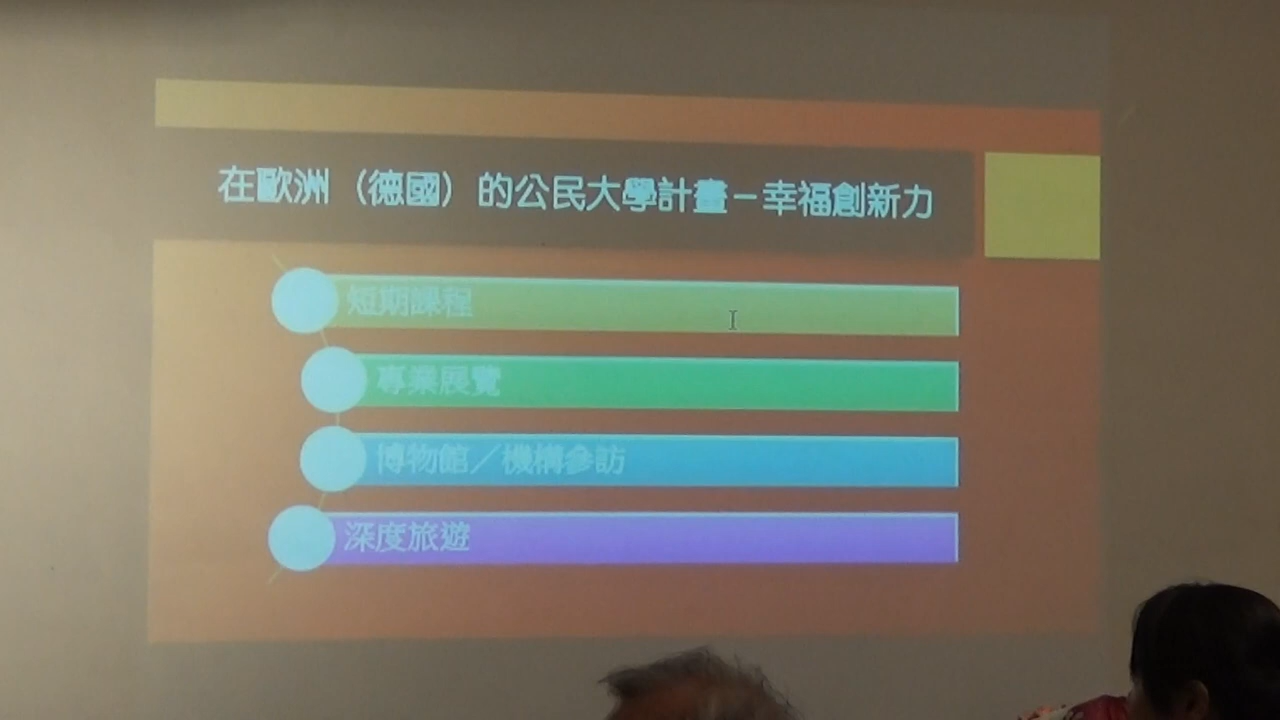 在歐洲（德國）的公民大學計畫－幸福創新力
短期課程
專業展覽
博物館／機構參訪
深度旅遊